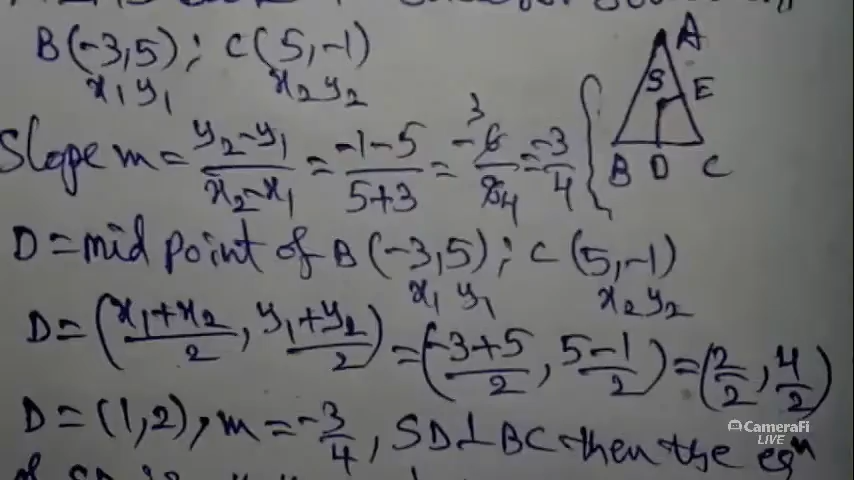 B(-3,5) ; C(5,-1)
x₁ y₁ x₂ y₂
A
S
E
B D C
Slope m = y₂-y₁/x₂-x₁ = -1-5/5+3 = -6/8 = -3/4
3
4
D = mid point of B(-3,5) ; C(5,-1)
x₁ y₁ x₂ y₂
D = (x₁+x₂/2, y₁+y₂/2) = (-3+5/2, 5-1/2) = (2/2, 4/2)
D = (1,2), m = -3/4, SD⊥BC then the eqⁿ
CameraFi
LIVE